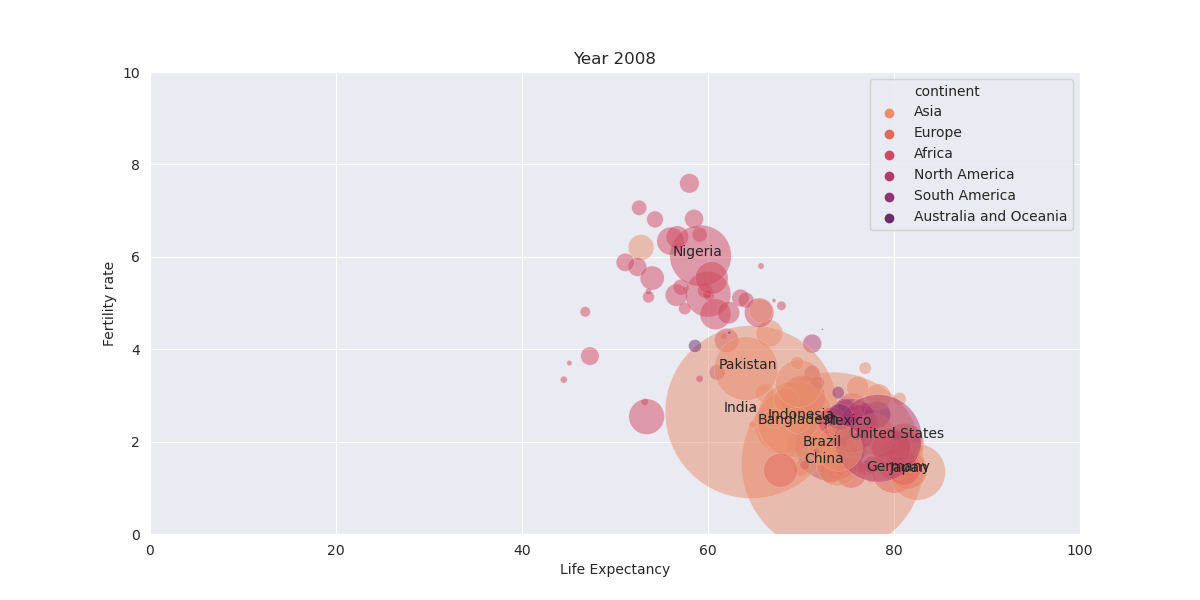 Year 2008
10
8
6
4
2
0
Fertility rate
0
20
40
60
80
100
Life Expectancy
continent
Asia
Europe
Africa
North America
South America
Australia and Oceania
Nigeria
Pakistan
India
Indonesia
Bangladesh
Mexico
United States
Brazil
China
Germany
Japan